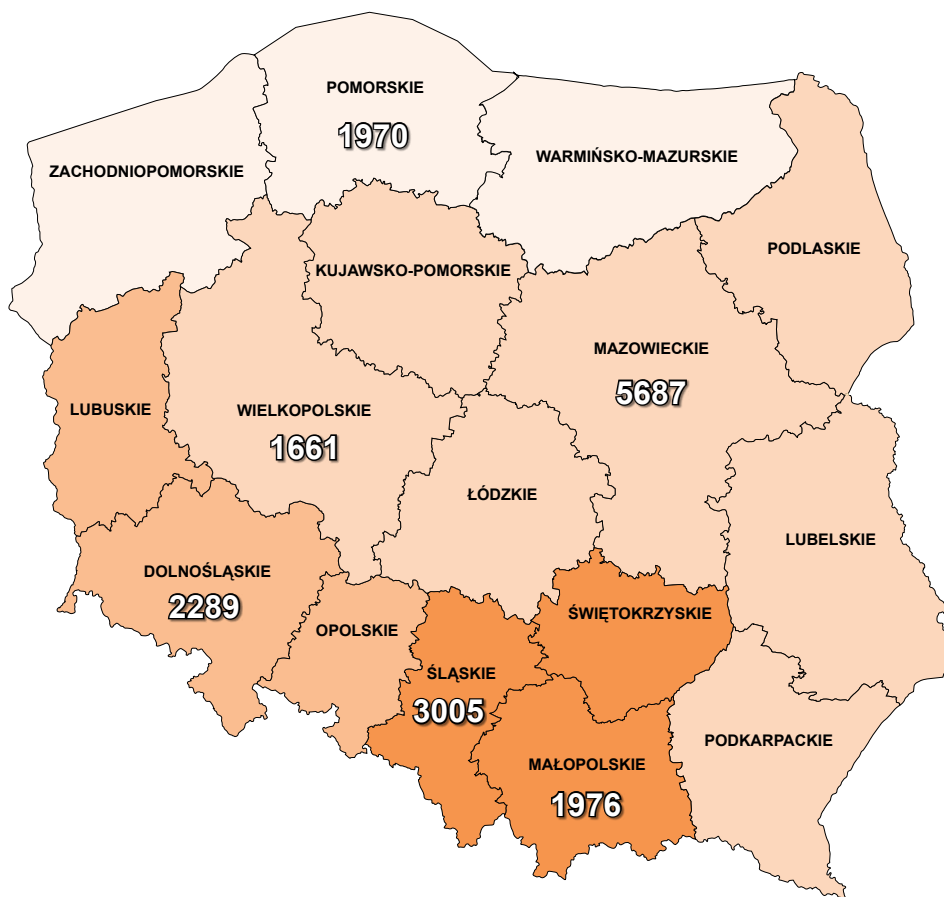 POMORSKIE
1970
ZACHODNIOPOMORSKIE
WARMIŃSKO-MAZURSKIE
PODLASKIE
KUJAWSKO-POMORSKIE
MAZOWIECKIE
5687
LUBUSKIE
WIELKOPOLSKIE
1661
ŁÓDZKIE
LUBELSKIE
DOLNOŚLĄSKIE
2289
OPOLSKIE
ŚWIĘTOKRZYSKIE
ŚLĄSKIE
3005
PODKARPACKIE
MAŁOPOLSKIE
1976